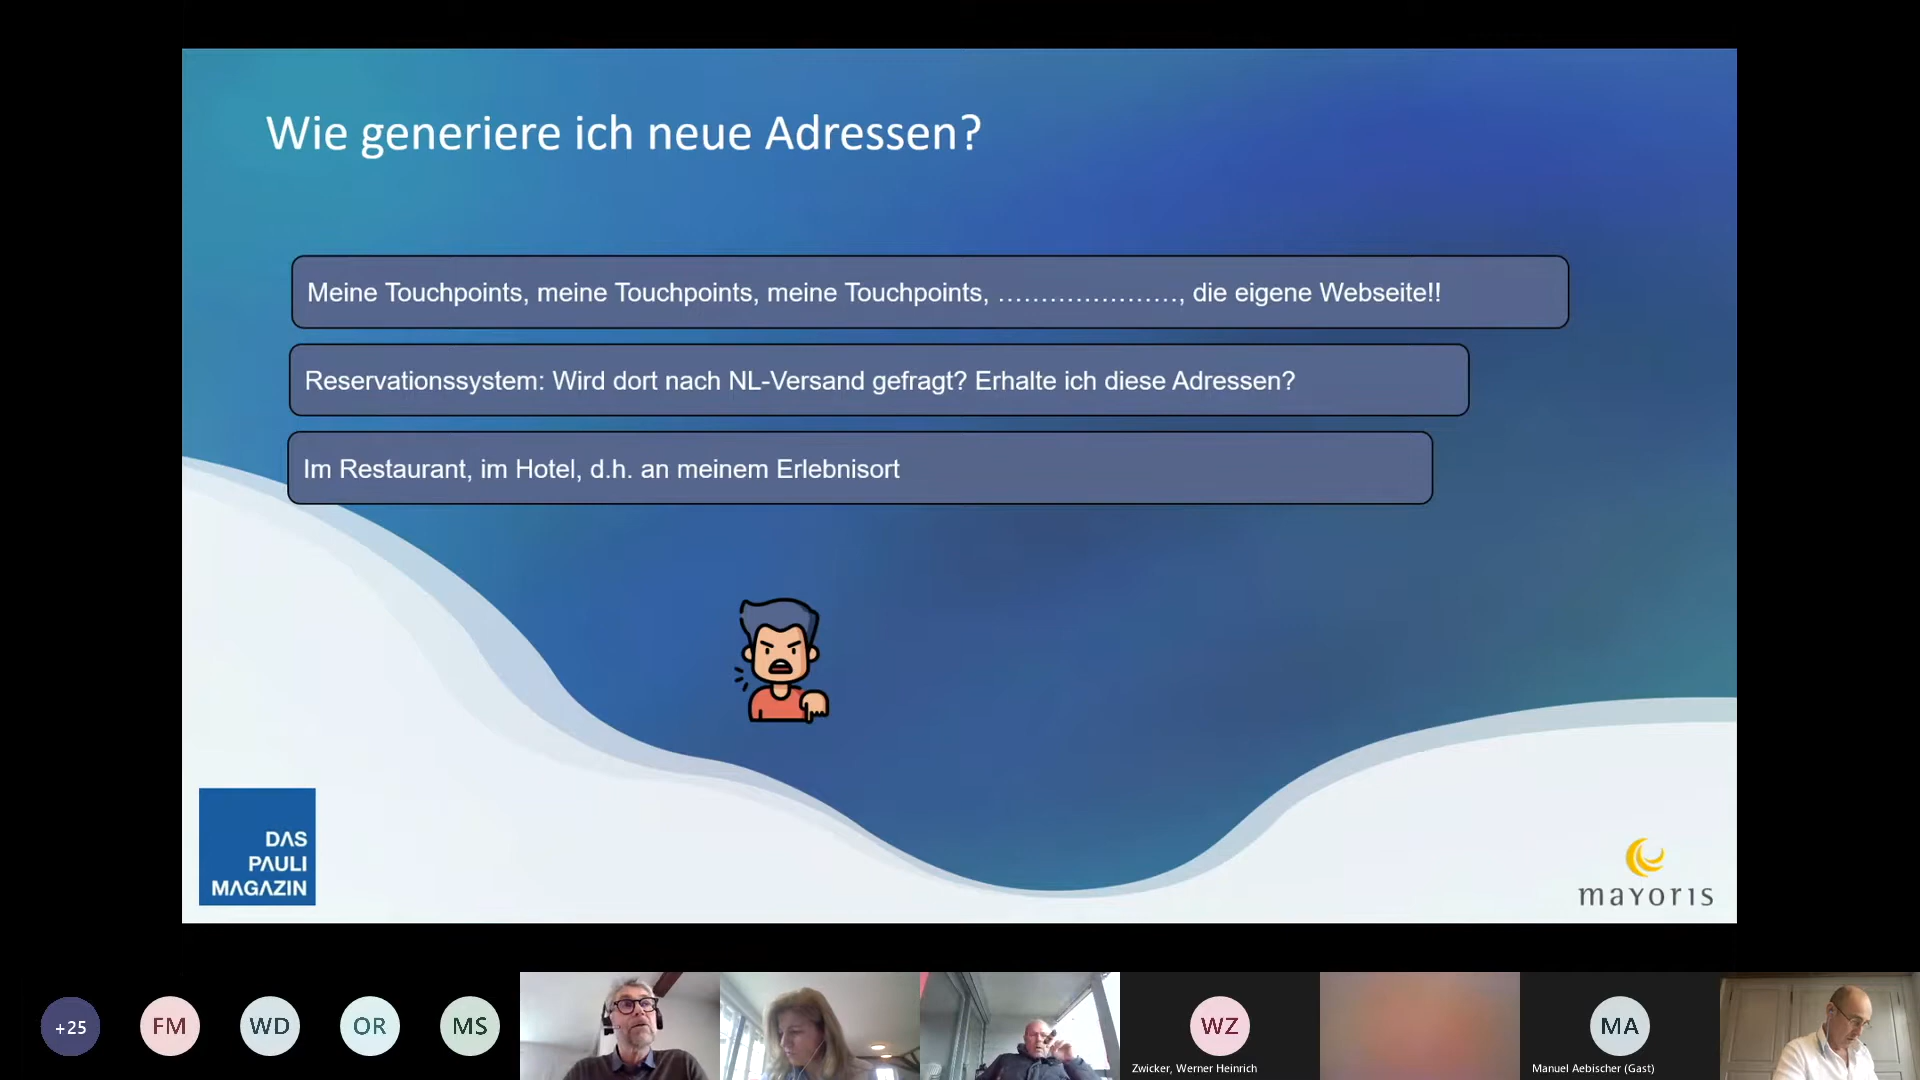 Wie generiere ich neue Adressen?
Meine Touchpoints, meine Touchpoints, meine Touchpoints, …………………, die eigene Webseite!!
Reservationssystem: Wird dort nach NL-Versand gefragt? Erhalte ich diese Adressen?
Im Restaurant, im Hotel, d.h. an meinem Erlebnisort
DAS
PAULI
MAGAZIN
mayoris
+25
FM
WD
OR
MS
WZ
Zwicker, Werner Heinrich
MA
Manuel Aebischer (Gast)